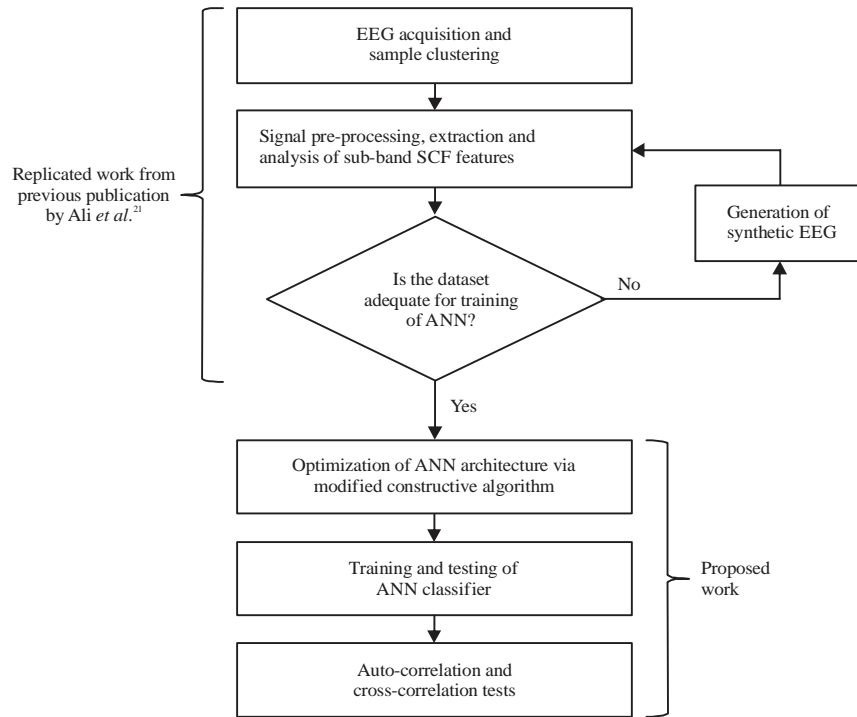 EEG acquisition and
sample clustering
Signal pre-processing, extraction and
analysis of sub-band SCF features
Replicated work from
previous publication
by Ali et al.21
Generation of
synthetic EEG
Is the dataset
adequate for training
of ANN?
No
Yes
Optimization of ANN architecture via
modified constructive algorithm
Training and testing of
ANN classifier
Proposed
work
Auto-correlation and
cross-correlation tests